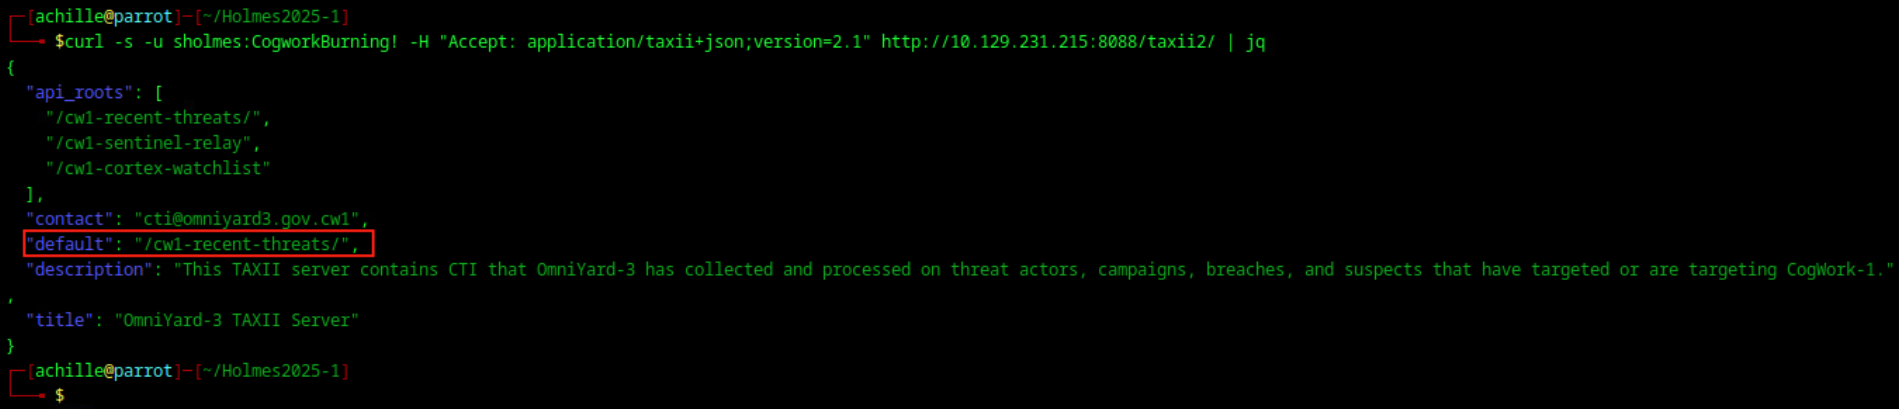 [achille@parrot]─[~/Holmes2025-1]
$curl -s -u sholmes:CogworkBurning! -H "Accept: application/taxii+json;version=2.1" http://10.129.231.215:8088/taxii2/ | jq
{
"api_roots": [
"/cw1-recent-threats/",
"/cw1-sentinel-relay",
"/cw1-cortex-watchlist"
],
"contact": "cti@omniyard3.gov.cw1",
"default": "/cw1-recent-threats/",
"description": "This TAXII server contains CTI that OmniYard-3 has collected and processed on threat actors, campaigns, breaches, and suspects that have targeted or are targeting CogWork-1."
,
"title": "OmniYard-3 TAXII Server"
}
[achille@parrot]─[~/Holmes2025-1]
$